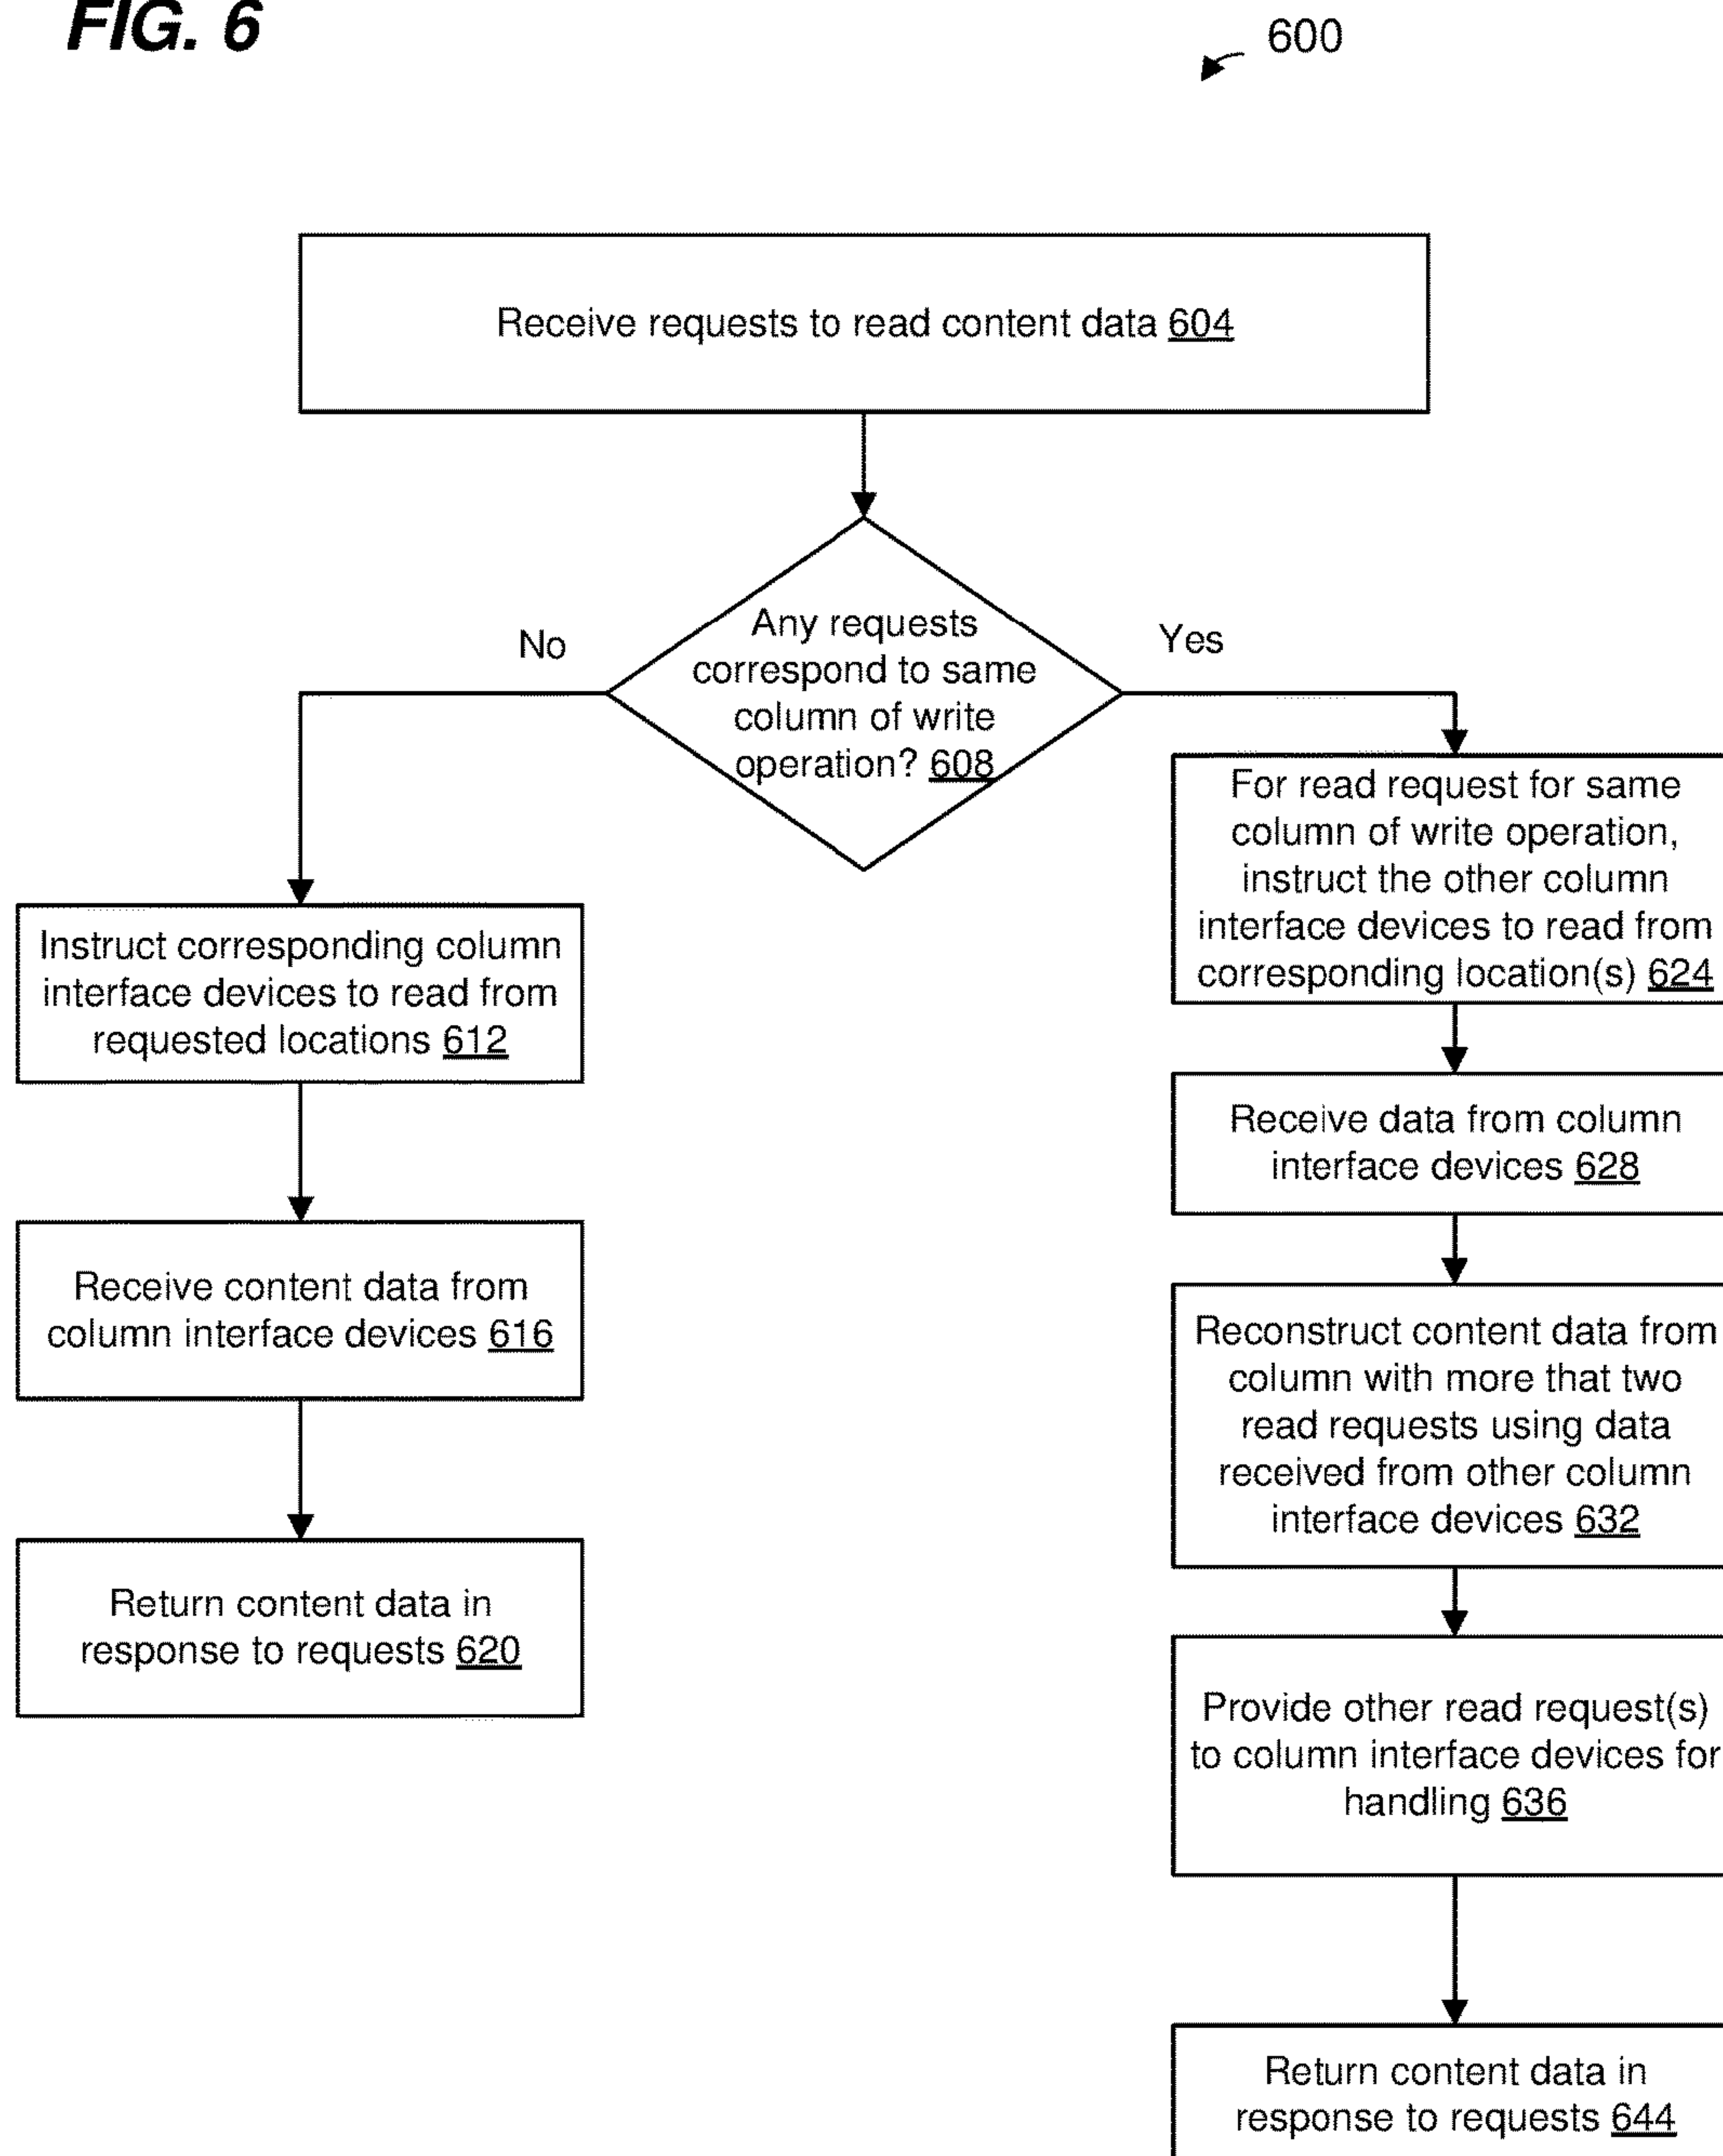 FIG. 6
600
Receive requests to read content data 604
Any requests
correspond to same
column of write
operation? 608
No
Yes
Instruct corresponding column
interface devices to read from
requested locations 612
Receive content data from
column interface devices 616
Return content data in
response to requests 620
For read request for same
column of write operation,
instruct the other column
interface devices to read from
corresponding location(s) 624
Receive data from column
interface devices 628
Reconstruct content data from
column with more that two
read requests using data
received from other column
interface devices 632
Provide other read request(s)
to column interface devices for
handling 636
Return content data in
response to requests 644